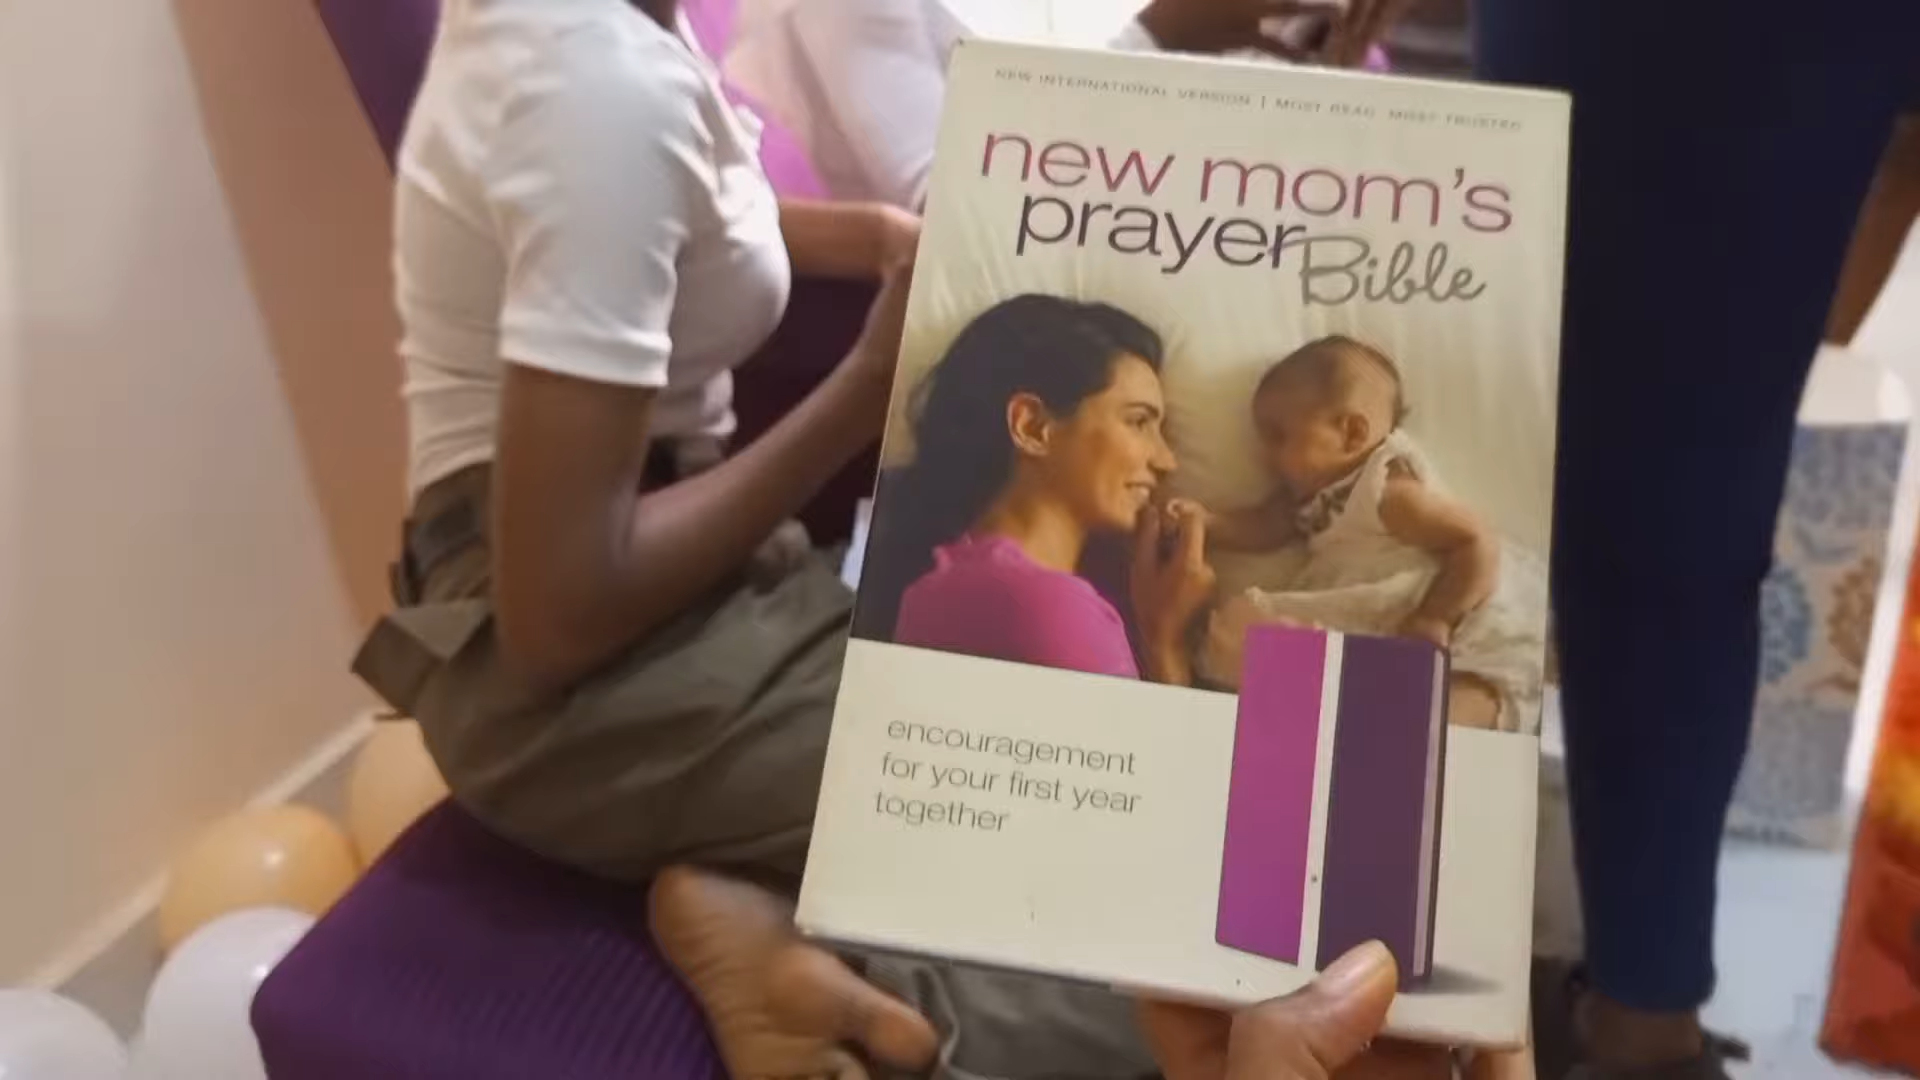 NEW INTERNATIONAL VERSION | MOST READ. MOST TRUSTED
new mom's
prayer Bible
encouragement
for your first year
together